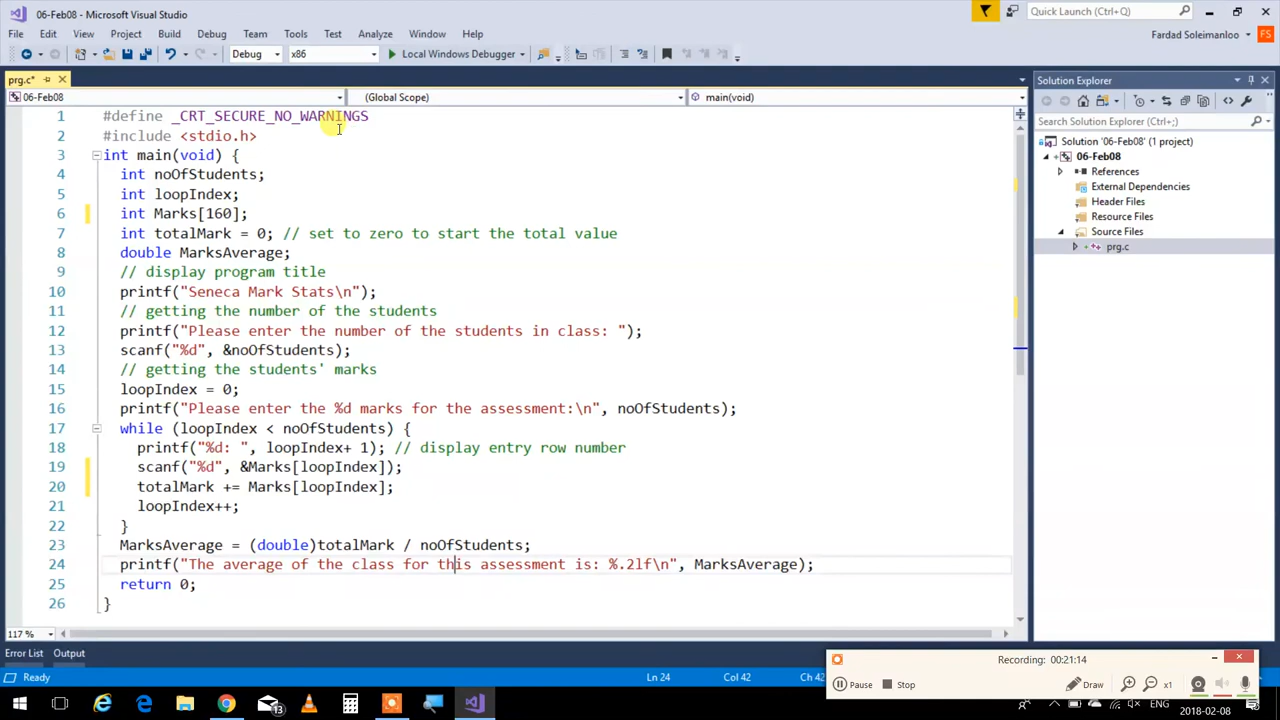 06-Feb08 - Microsoft Visual Studio
Quick Launch (Ctrl+Q)
File Edit View Project Build Debug Team Tools Test Analyze Window Help
Fardad Soleimanloo FS
Debug x86 Local Windows Debugger
prg.c*
06-Feb08 (Global Scope) main(void)
1 #define _CRT_SECURE_NO_WARNINGS
2 #include <stdio.h>
3 int main(void) {
4 int noOfStudents;
5 int loopIndex;
6 int Marks[160];
7 int totalMark = 0; // set to zero to start the total value
8 double MarksAverage;
9 // display program title
10 printf("Seneca Mark Stats\n");
11 // getting the number of the students
12 printf("Please enter the number of the students in class: ");
13 scanf("%d", &noOfStudents);
14 // getting the students' marks
15 loopIndex = 0;
16 printf("Please enter the %d marks for the assessment:\n", noOfStudents);
17 while (loopIndex < noOfStudents) {
18 printf("%d: ", loopIndex+ 1); // display entry row number
19 scanf("%d", &Marks[loopIndex]);
20 totalMark += Marks[loopIndex];
21 loopIndex++;
22 }
23 MarksAverage = (double)totalMark / noOfStudents;
24 printf("The average of the class for this assessment is: %.2lf\n", MarksAverage);
25 return 0;
26 }
117 %
Solution Explorer
Search Solution Explorer (Ctrl+;)
Solution '06-Feb08' (1 project)
06-Feb08
References
External Dependencies
Header Files
Resource Files
Source Files
prg.c
Error List Output
Ready Ln 24 Col 42
Recording: 00:21:14
Pause Stop Draw x1
13
7:04 PM
2018-02-08